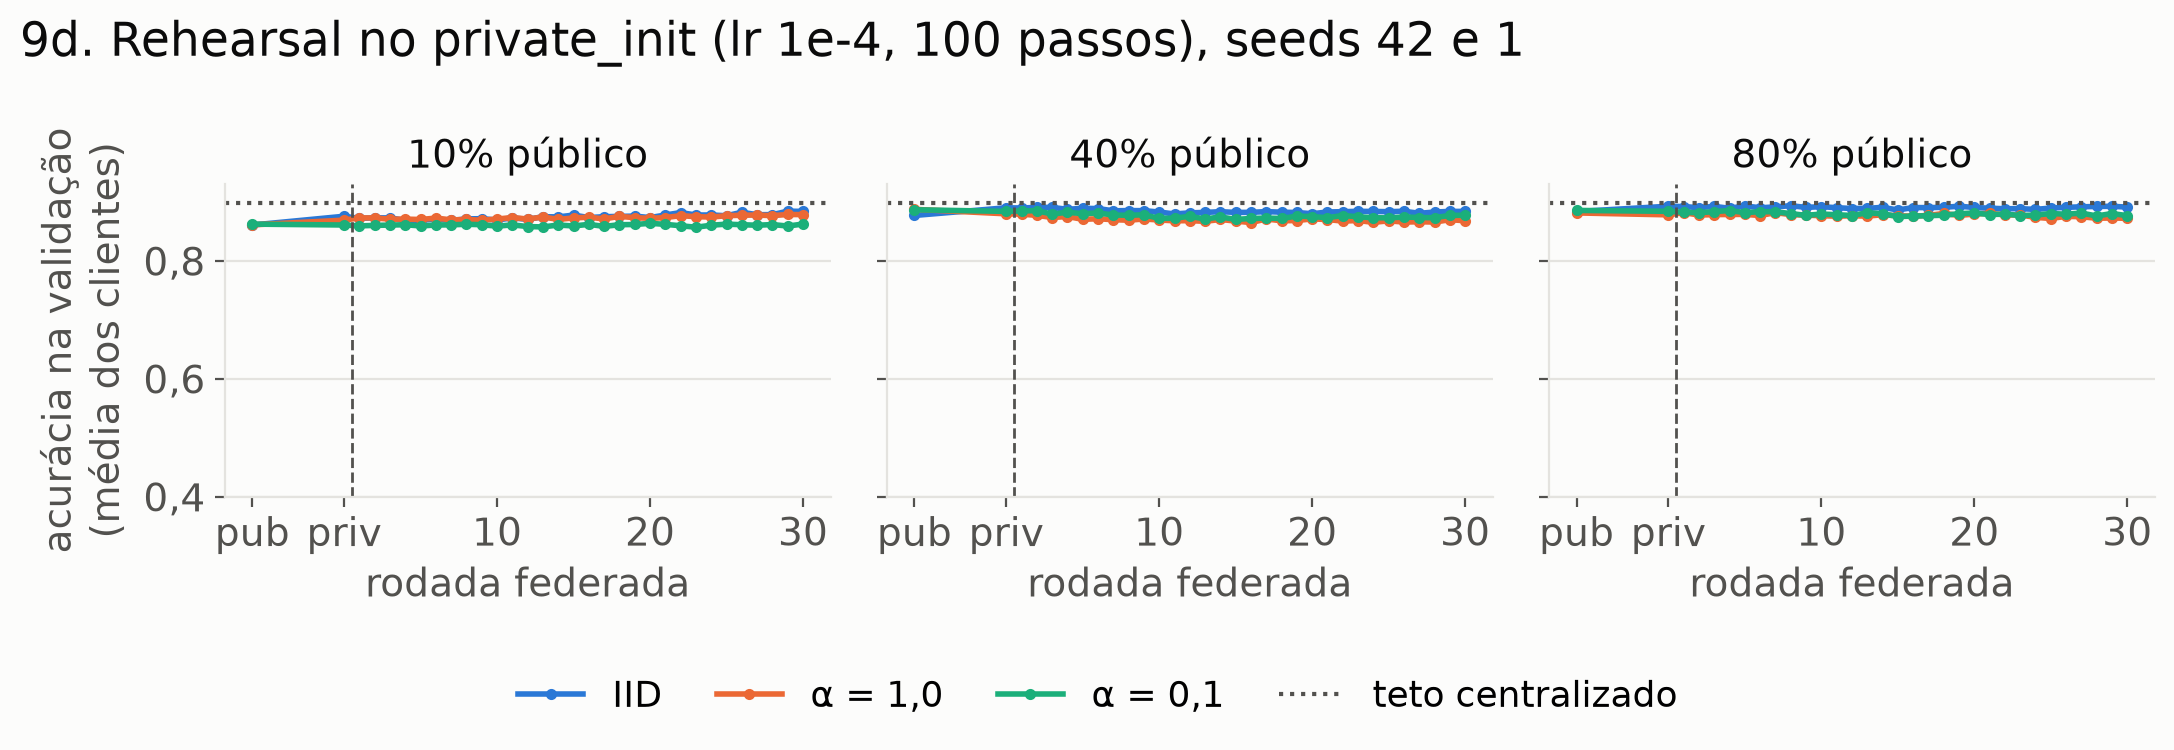 9d. Rehearsal no private_init (lr 1e-4, 100 passos), seeds 42 e 1
acurácia na validação
(média dos clientes)
10% público
40% público
80% público
0,8
0,6
0,4
pub priv 10 20 30
pub priv 10 20 30
pub priv 10 20 30
rodada federada
rodada federada
rodada federada
IID
α = 1,0
α = 0,1
teto centralizado